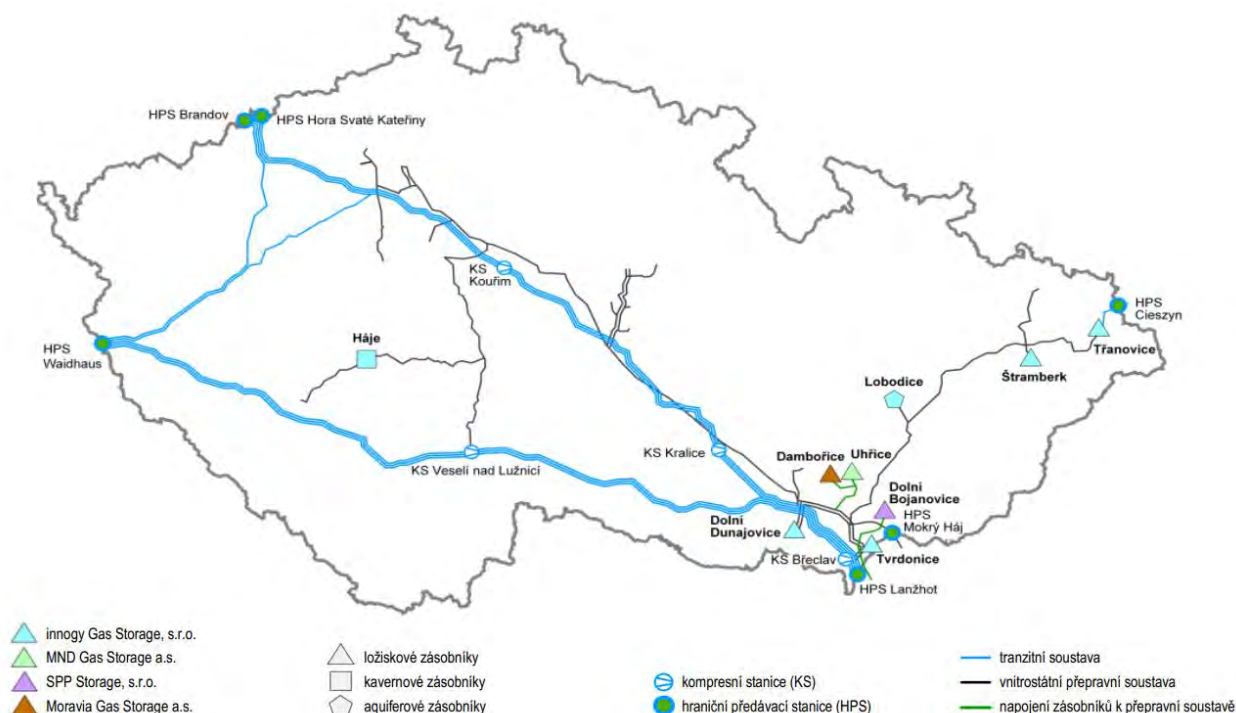 HPS Brandov
HPS Hora Svaté Kateřiny
KS
Kouřim
HPS
Cieszyn
HPS
Waidhaus
Háje
Třanovice
Štramberk
Lobodice
KS Kralice
Dambořice
Uhřice
KS Veselí nad Lužnicí
Dolní
Bojanovice
HPS
Mokrý Háj
Dolní
Dunajovice
KS Břeclav
Tvrdonice
HPS Lanžhot
innogy Gas Storage, s.r.o.
MND Gas Storage a.s.
SPP Storage, s.r.o.
Moravia Gas Storage a.s.
ložiskové zásobníky
kavernové zásobníky
aquiferové zásobníky
kompresní stanice (KS)
hraniční předávací stanice (HPS)
tranzitní soustava
vnitrostátní přepravní soustava
napojení zásobníků k přepravní soustavě